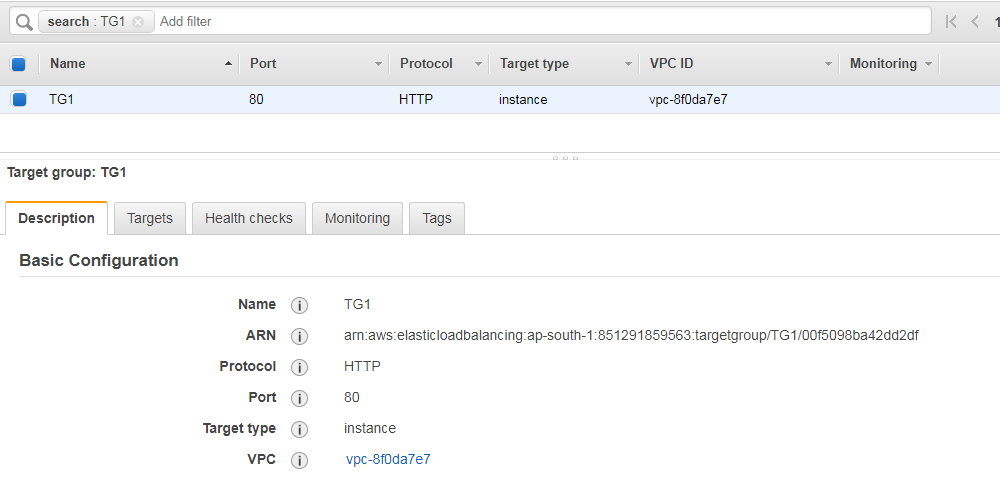 search : TG1 Add filter 1
Name Port Protocol Target type VPC ID Monitoring
TG1 80 HTTP instance vpc-8f0da7e7
Target group: TG1
Description Targets Health checks Monitoring Tags
Basic Configuration
Name TG1
ARN arn:aws:elasticloadbalancing:ap-south-1:851291859563:targetgroup/TG1/00f5098ba42dd2df
Protocol HTTP
Port 80
Target type instance
VPC vpc-8f0da7e7